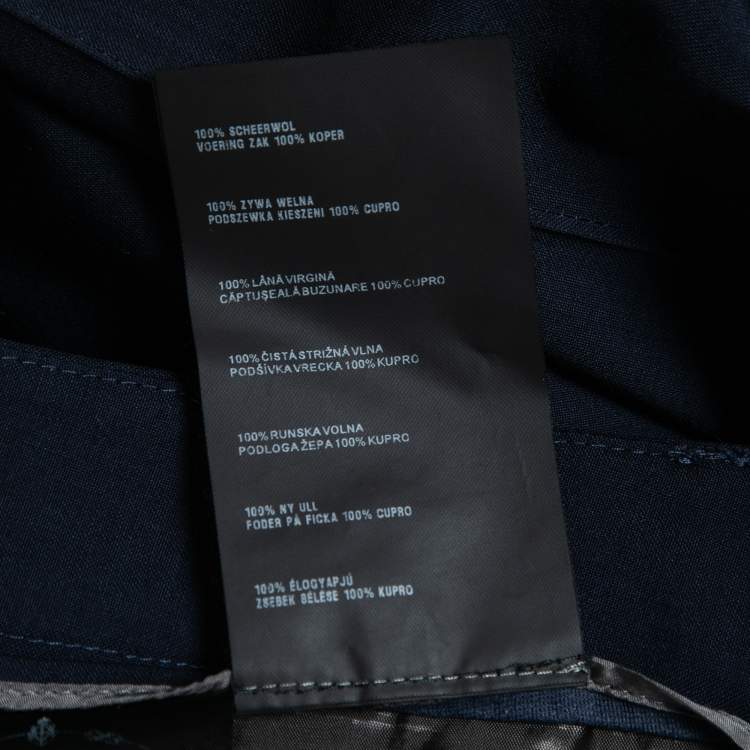 100% SCHEERWOL
VOERING ZAK 100% KOPER
100% ZYWA WELNA
PODSZEWKA KIESZENI 100% CUPRO
100% LÂNĂ VIRGINĂ
CĂPTUŞEALĂ BUZUNARE 100% CUPRO
100% ČISTÁ STRIŽNÁ VLNA
PODŠÍVKA VRECKA 100% KUPRO
100% RUNSKA VOLNA
PODLOGA ŽEPA 100% KUPRO
100% NY ULL
FODER PÅ FICKA 100% CUPRO
100% ÉLOGYAPJÚ
ZSEBEK BÉLÉSE 100% KUPRO